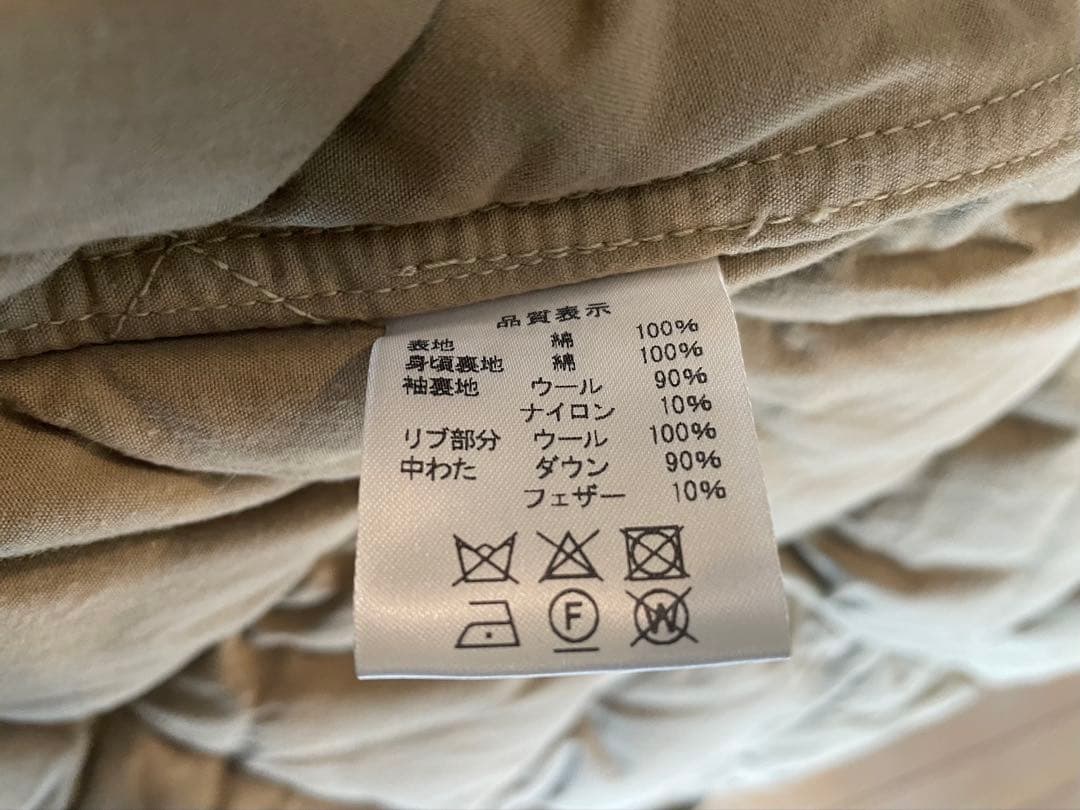 品質表示
表地 綿 100%
身頃裏地 綿 100%
袖裏地 ウール 90%
ナイロン 10%
リブ部分 ウール 100%
中わた ダウン 90%
フェザー 10%
F W